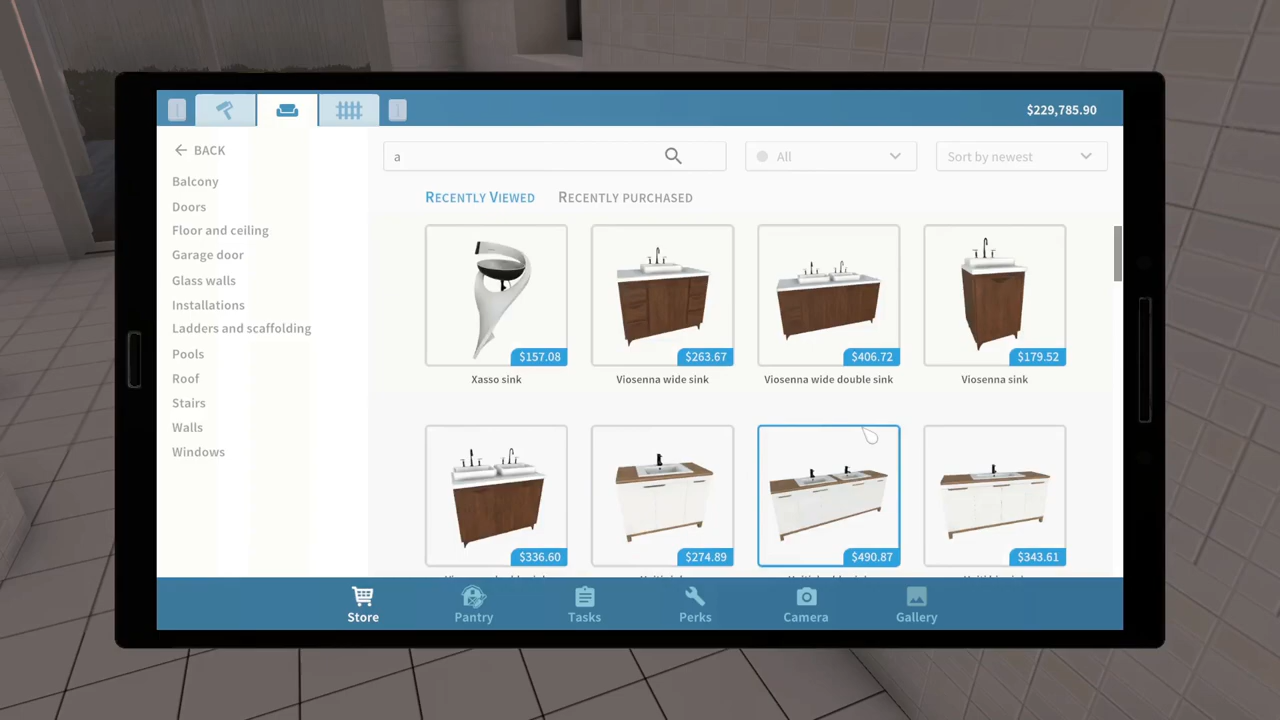 $229,785.90
BACK
a
All
Sort by newest
Balcony
Doors
Floor and ceiling
Garage door
Glass walls
Installations
Ladders and scaffolding
Pools
Roof
Stairs
Walls
Windows
RECENTLY VIEWED
RECENTLY PURCHASED
$157.08
$263.67
$406.72
$179.52
Xasso sink
Viosenna wide sink
Viosenna wide double sink
Viosenna sink
$336.60
$274.89
$490.87
$343.61
Store
Pantry
Tasks
Perks
Camera
Gallery